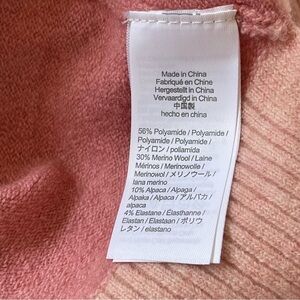 Made in China
Fabriqué en Chine
Hergestellt in China
Vervaardigd in China
中国製
hecho en china
56% Polyamide / Polyamide /
Polyamide / Polyamide /
ナイロン / poliamida
30% Merino Wool / Laine
Mérinos / Merinowolle /
Merinowol / メリノウール /
lana merino
10% Alpaca / Alpaga /
Alpaka / Alpaca / アルパカ /
alpaca
4% Elastane / Elasthanne /
Elastan / Elastaan / ポリウ
レタン / elastano